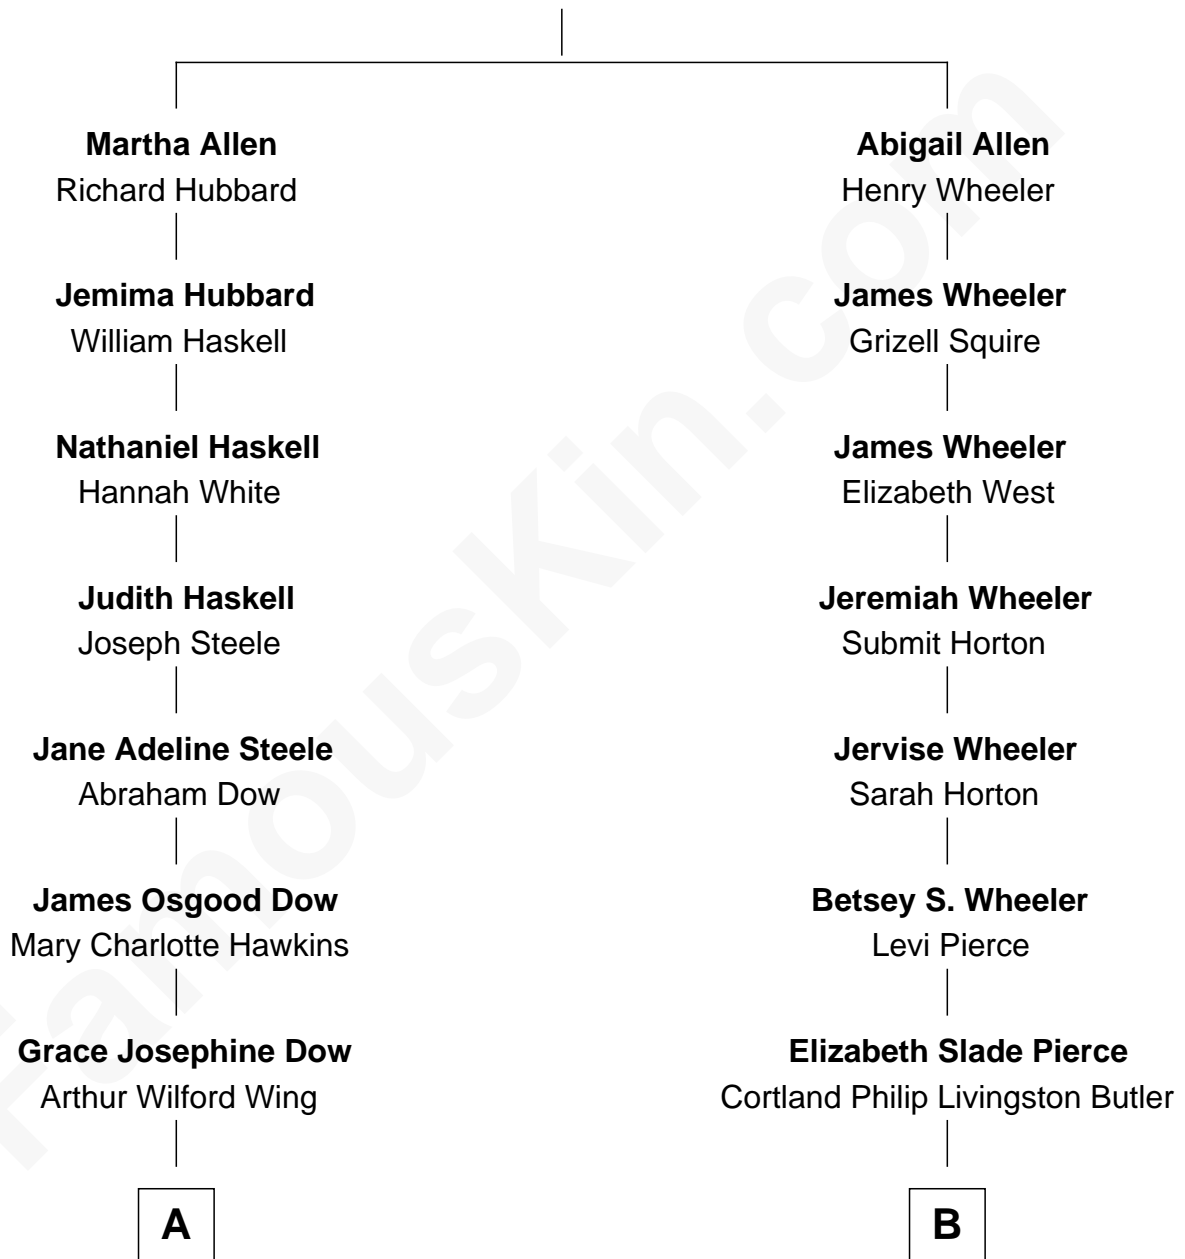 Martha Allen
Richard Hubbard
Jemima Hubbard
William Haskell
Nathaniel Haskell
Hannah White
Judith Haskell
Joseph Steele
Jane Adeline Steele
Abraham Dow
James Osgood Dow
Mary Charlotte Hawkins
Grace Josephine Dow
Arthur Wilford Wing
A
Abigail Allen
Henry Wheeler
James Wheeler
Grizell Squire
James Wheeler
Elizabeth West
Jeremiah Wheeler
Submit Horton
Jervise Wheeler
Sarah Horton
Betsey S. Wheeler
Levi Pierce
Elizabeth Slade Pierce
Cortland Philip Livingston Butler
B
FamousKin.com